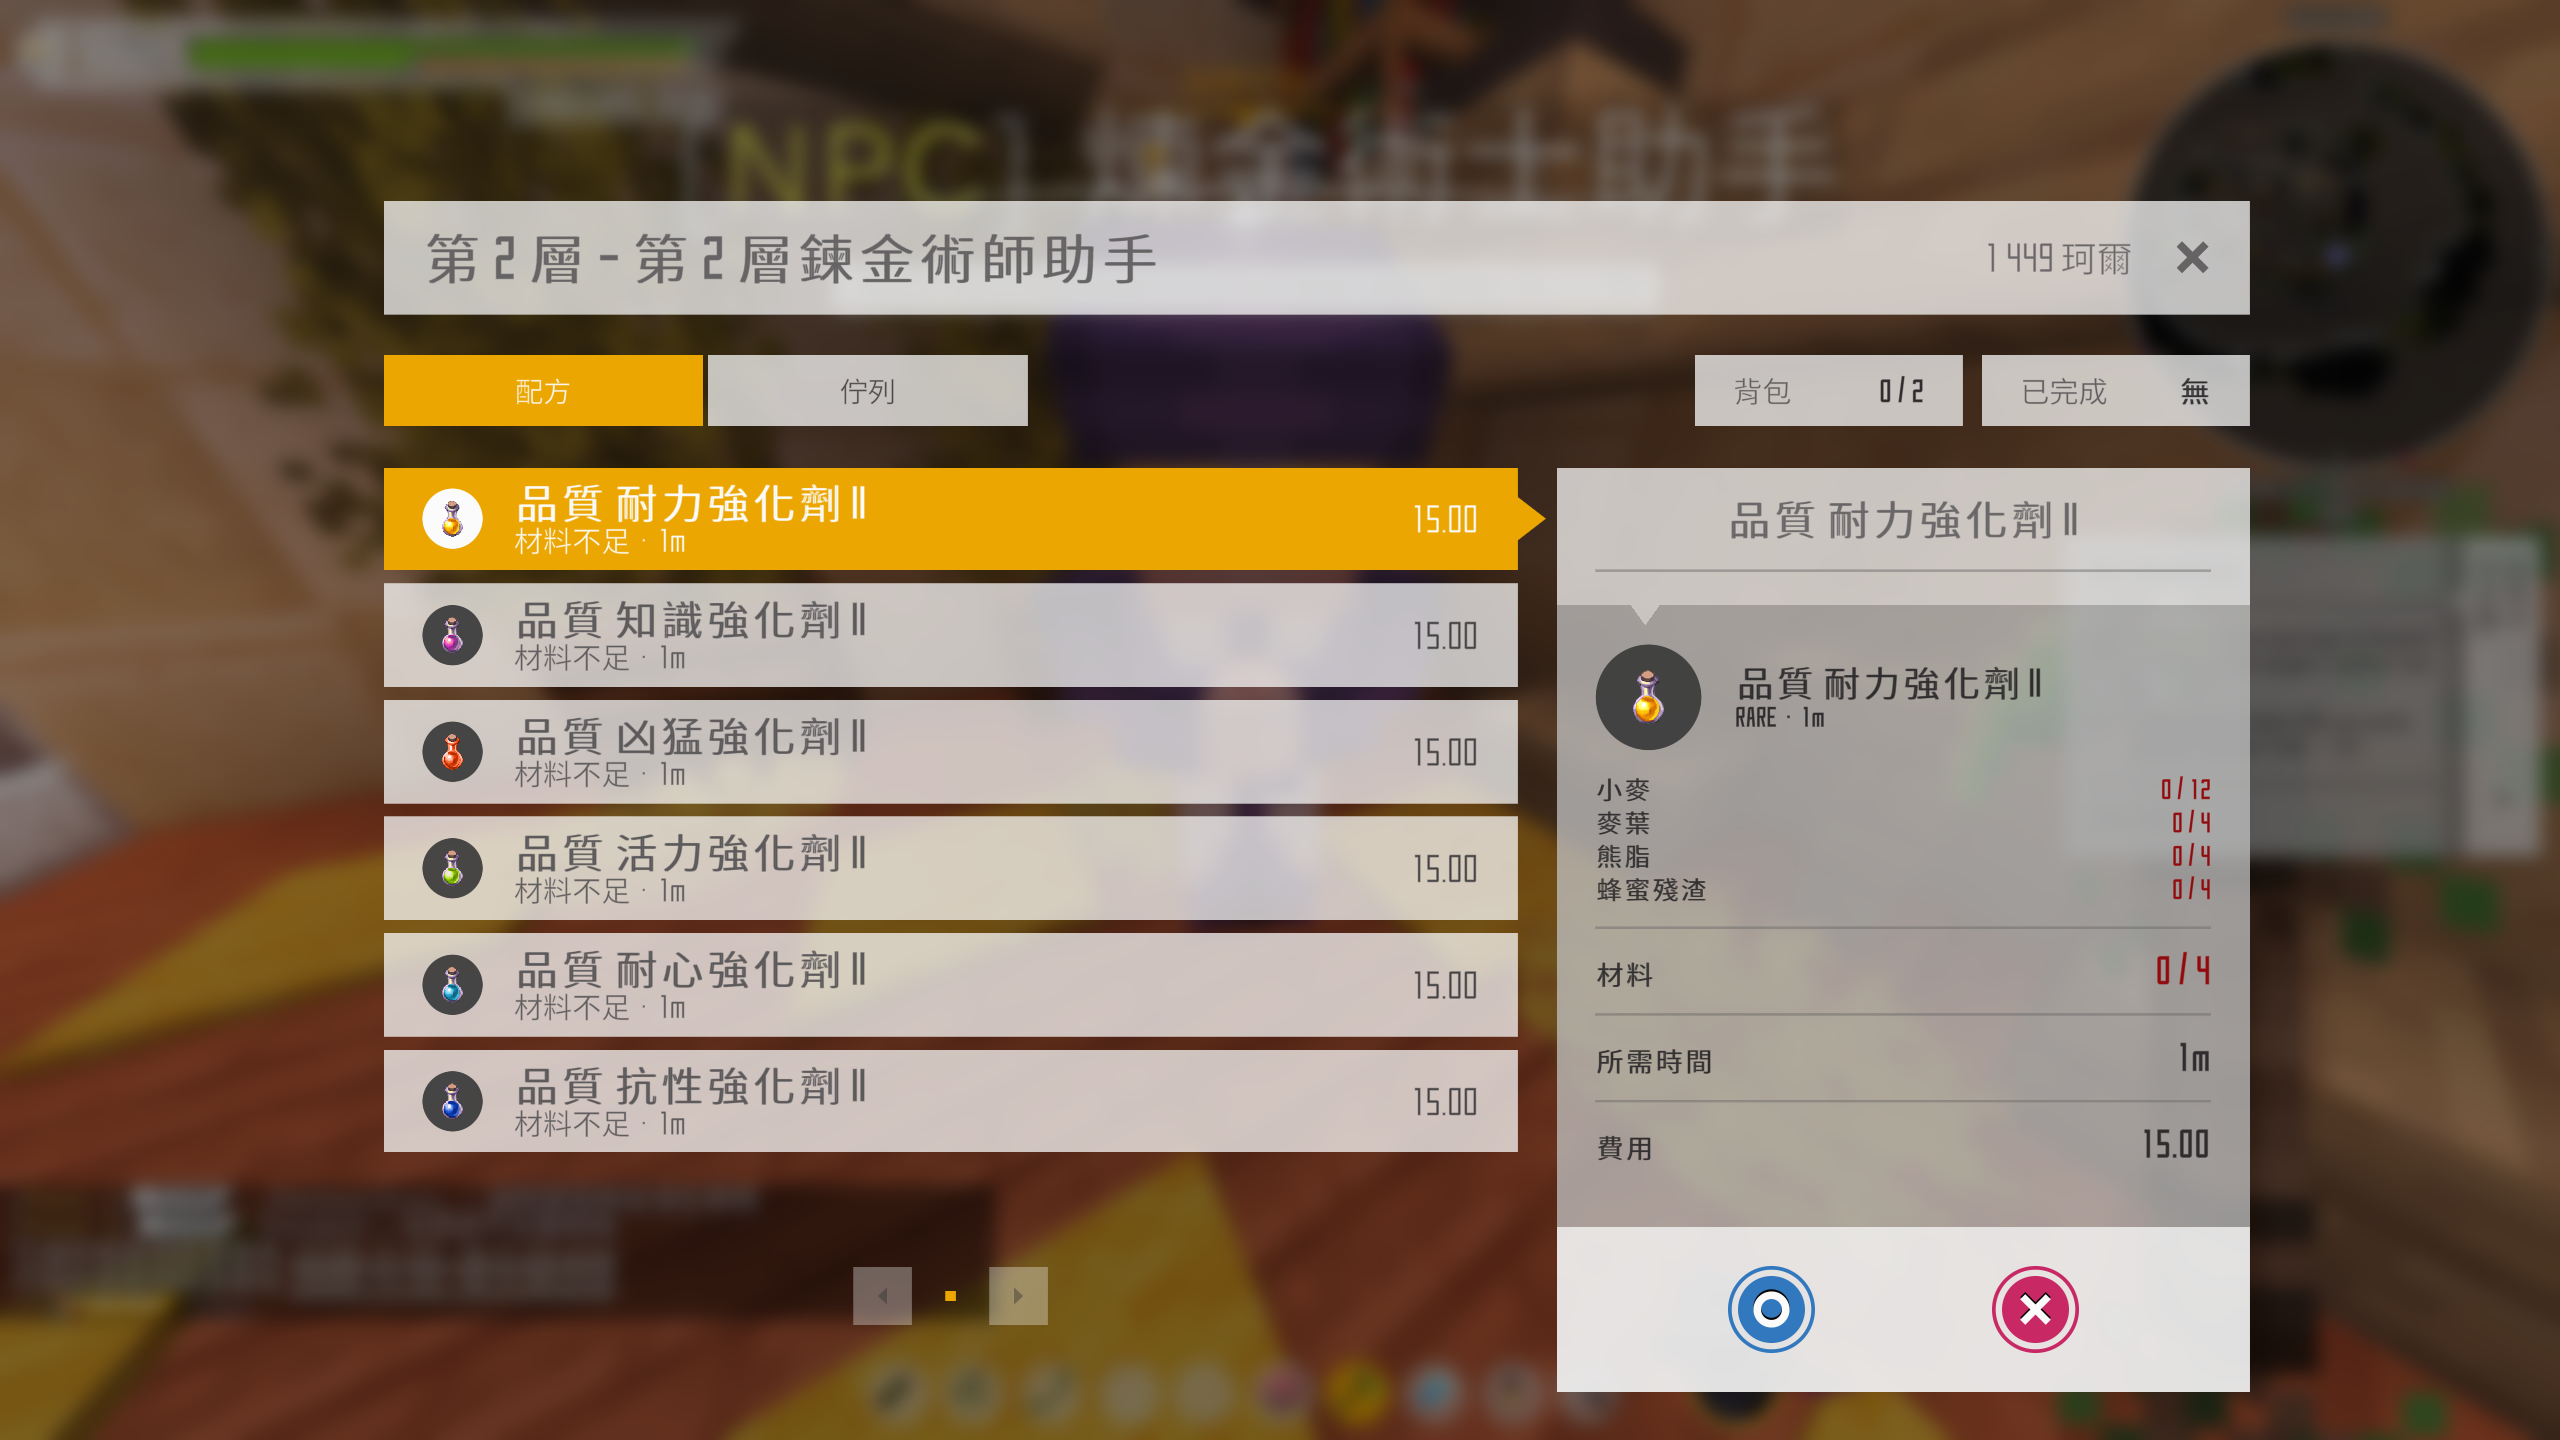 [NPC] 煉金術士助手
第2層-第2層鍊金術師助手
1 449 珂爾
配方
佇列
背包 0/2
已完成 無
品質 耐力強化劑 II
材料不足 · 1m
15.00
品質 知識強化劑 II
材料不足 · 1m
15.00
品質 凶猛強化劑 II
材料不足 · 1m
15.00
品質 活力強化劑 II
材料不足 · 1m
15.00
品質 耐心強化劑 II
材料不足 · 1m
15.00
品質 抗性強化劑 II
材料不足 · 1m
15.00
品質 耐力強化劑 II
品質 耐力強化劑 II
RARE · 1m
小麥 0/12
麥葉 0/4
熊脂 0/4
蜂蜜殘渣 0/4
材料 0/4
所需時間 1m
費用 15.00